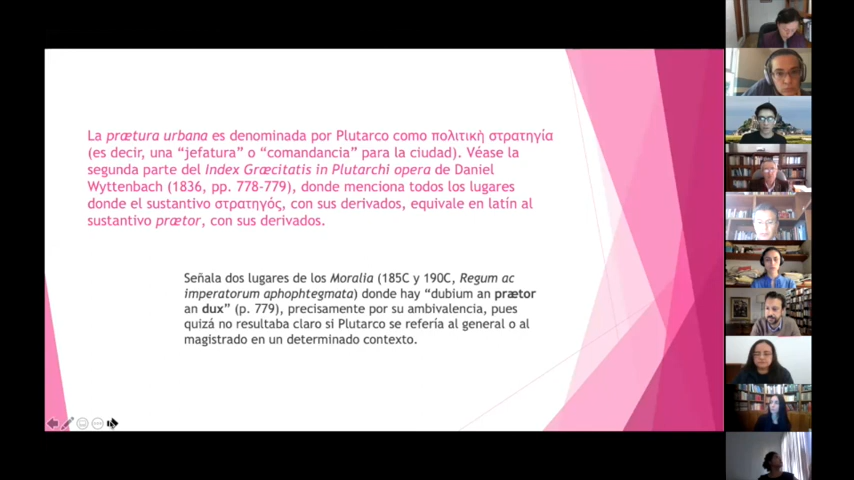 La prætura urbana es denominada por Plutarco como πολιτικὴ στρατηγία
(es decir, una “jefatura” o “comandancia” para la ciudad). Véase la
segunda parte del Index Græcitatis in Plutarchi opera de Daniel
Wyttenbach (1836, pp. 778-779), donde menciona todos los lugares
donde el sustantivo στρατηγός, con sus derivados, equivale en latín al
sustantivo prætor, con sus derivados.
Señala dos lugares de los Moralia (185C y 190C, Regum ac
imperatorum aphophtegmata) donde hay “dubium an prætor
an dux” (p. 779), precisamente por su ambivalencia, pues
quizá no resultaba claro si Plutarco se refería al general o al
magistrado en un determinado contexto.